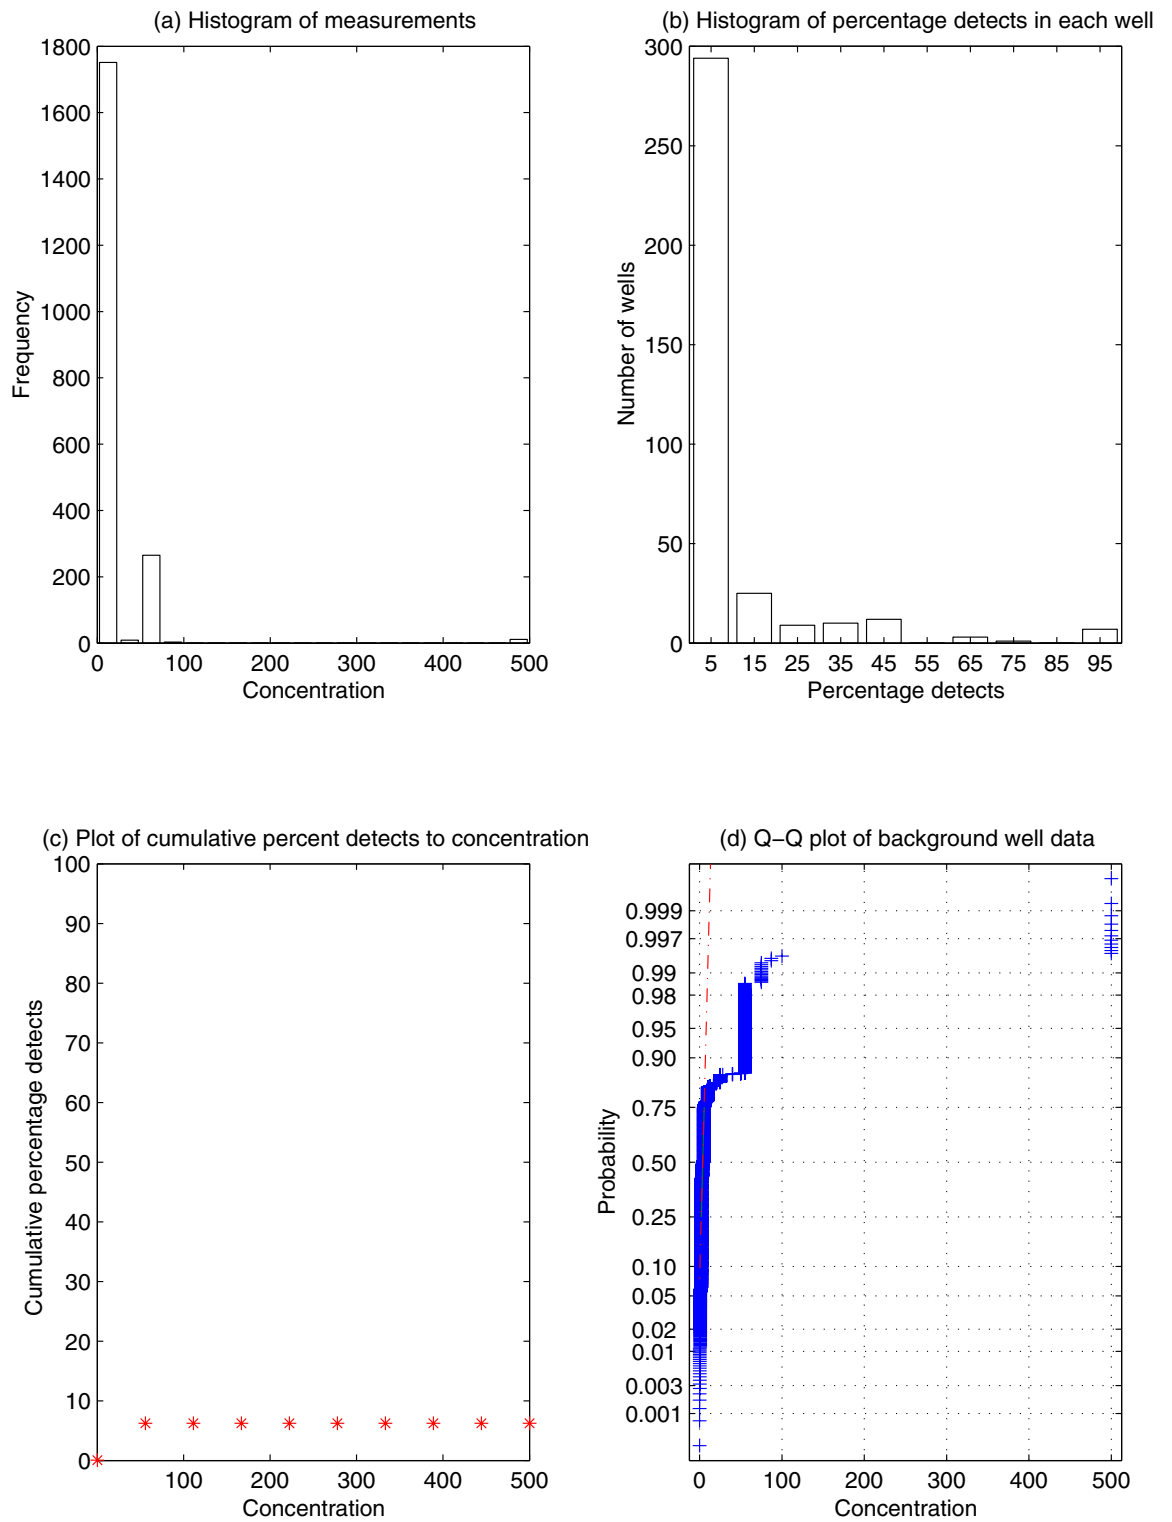 (a) Histogram of measurements
1800
1600
1400
1200
1000
800
600
400
200
0
Frequency
0 100 200 300 400 500
Concentration
(b) Histogram of percentage detects in each well
300
250
200
150
100
50
0
Number of wells
5 15 25 35 45 55 65 75 85 95
Percentage detects
(c) Plot of cumulative percent detects to concentration
100
90
80
70
60
50
40
30
20
10
0
Cumulative percentage detects
100 200 300 400 500
Concentration
(d) Q−Q plot of background well data
0.999
0.997
0.99
0.98
0.95
0.90
0.75
0.50
0.25
0.10
0.05
0.02
0.01
0.003
0.001
Probability
0 100 200 300 400 500
Concentration